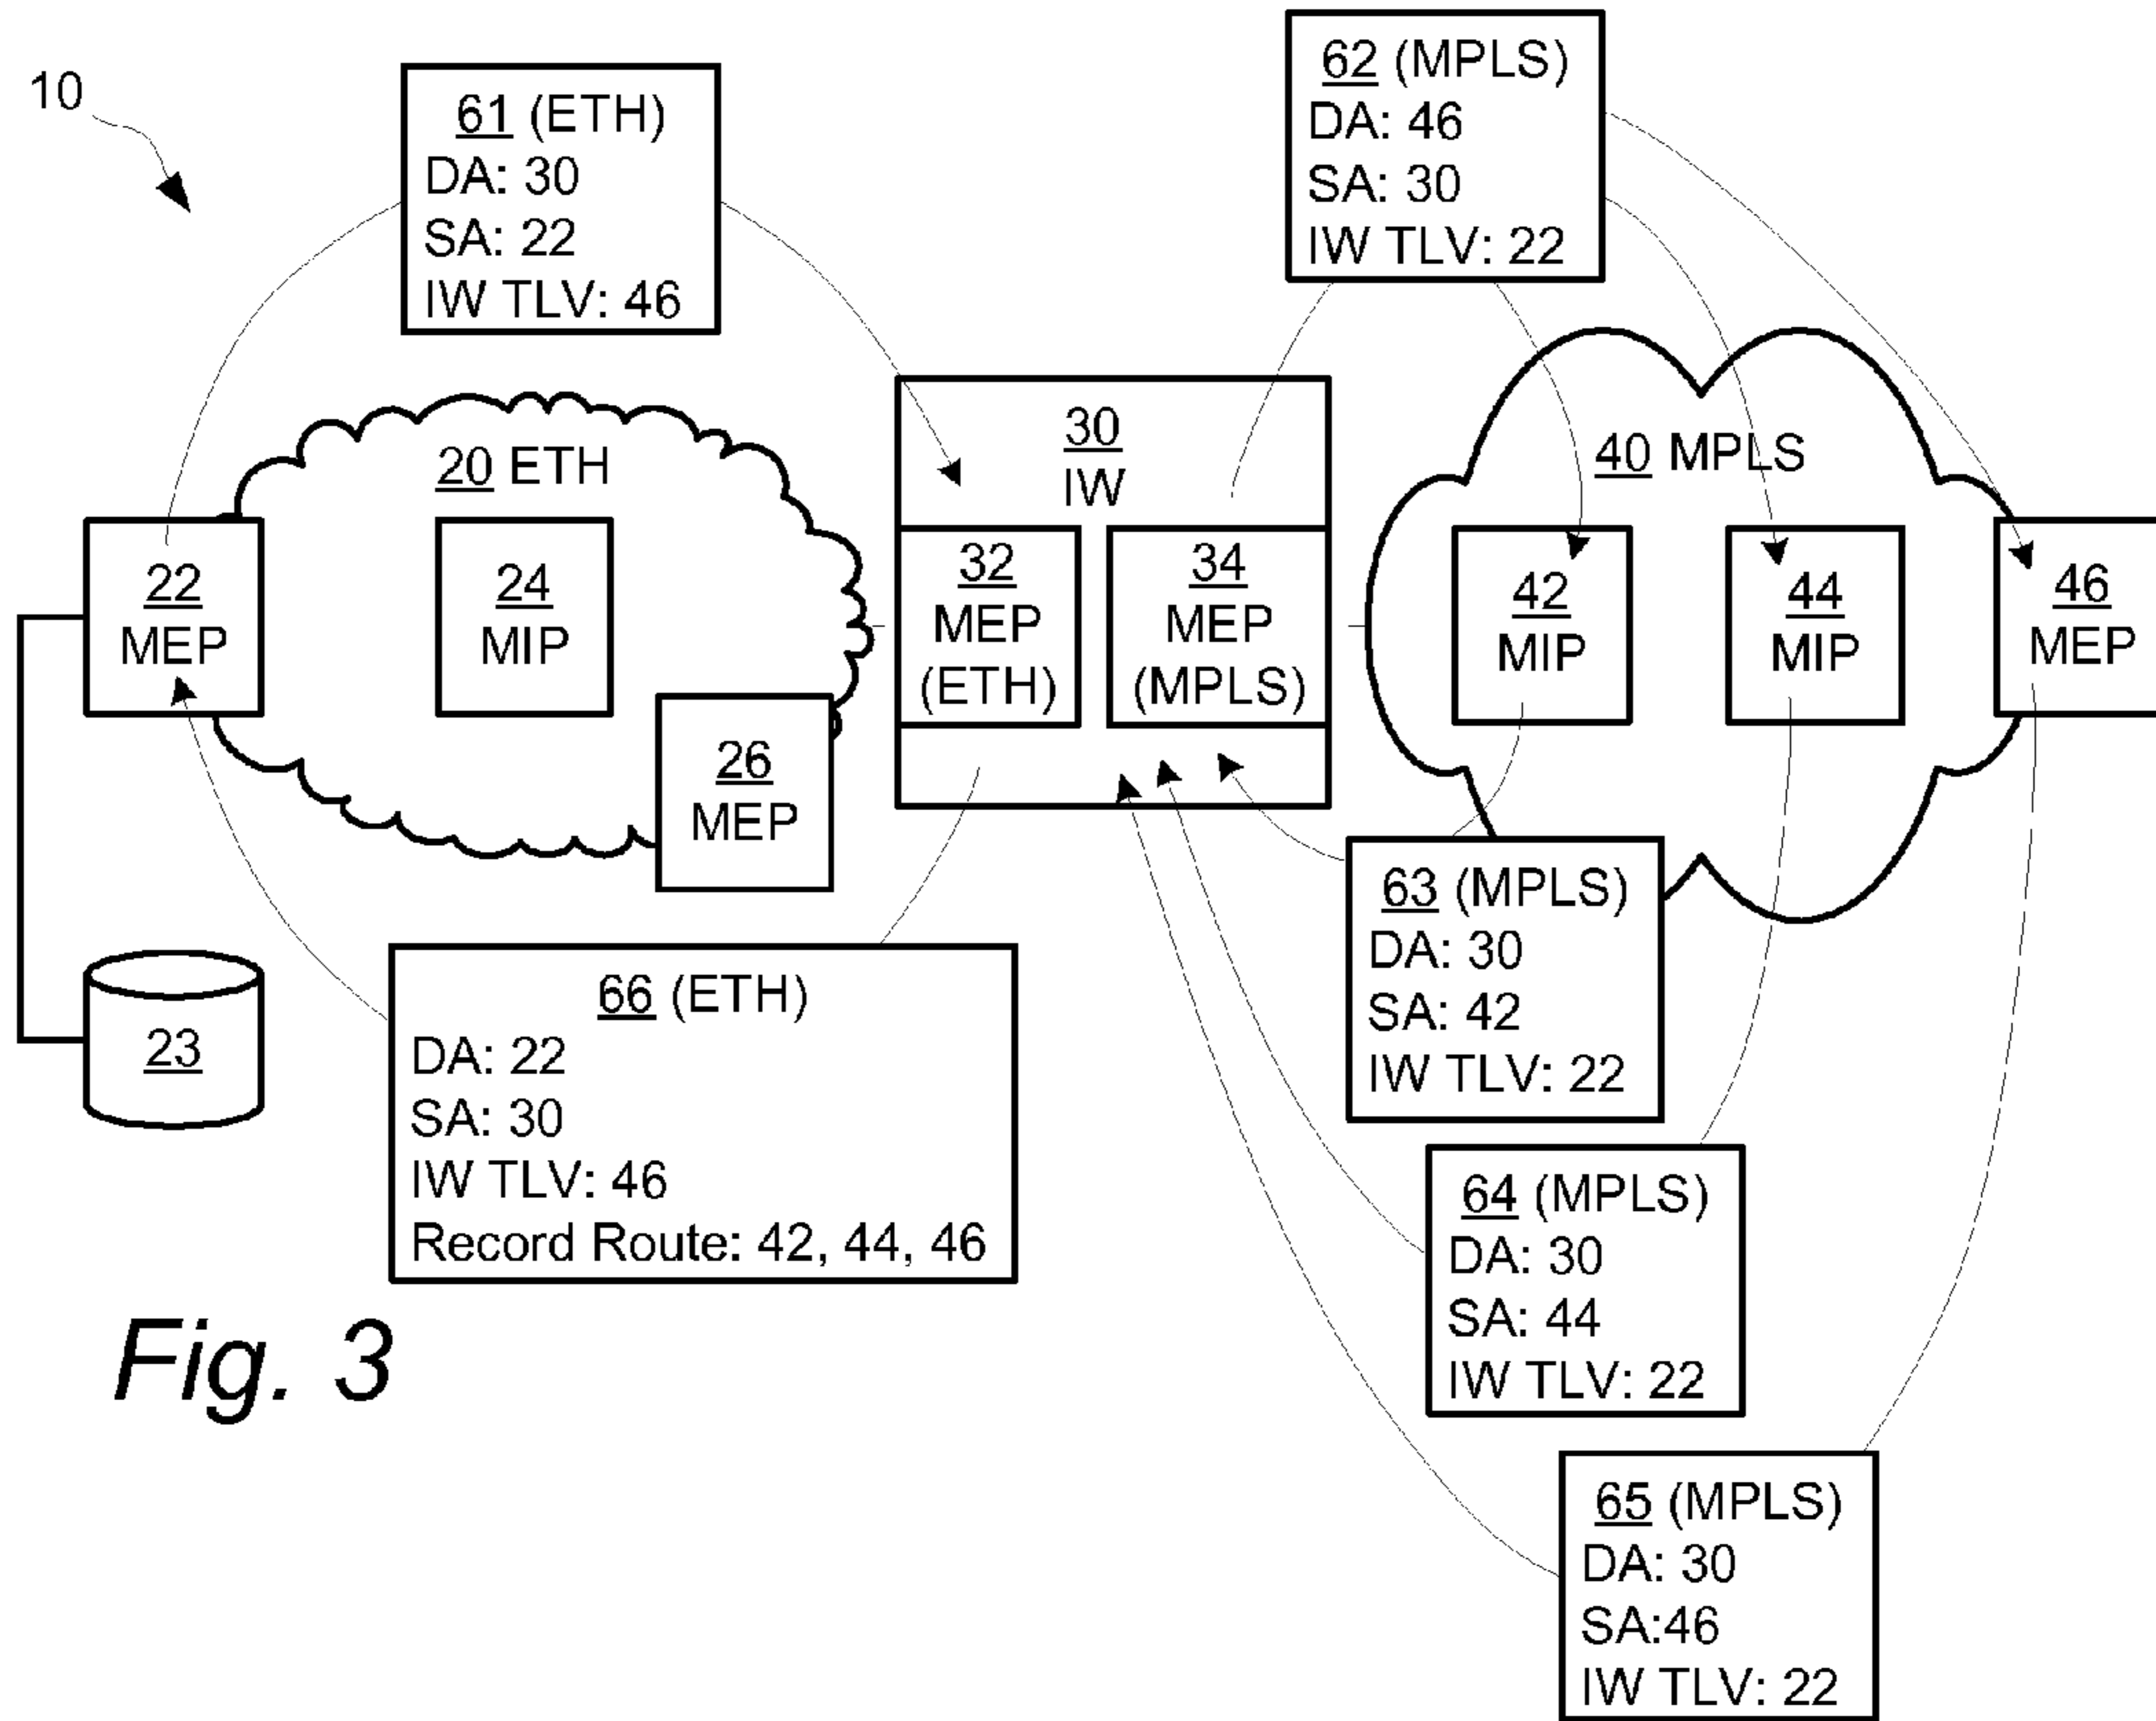 10
61 (ETH)
DA: 30
SA: 22
IW TLV: 46
62 (MPLS)
DA: 46
SA: 30
IW TLV: 22
20 ETH
30
IW
40 MPLS
22
MEP
24
MIP
26
MEP
32
MEP
(ETH)
34
MEP
(MPLS)
42
MIP
44
MIP
46
MEP
23
66 (ETH)
DA: 22
SA: 30
IW TLV: 46
Record Route: 42, 44, 46
63 (MPLS)
DA: 30
SA: 42
IW TLV: 22
64 (MPLS)
DA: 30
SA: 44
IW TLV: 22
65 (MPLS)
DA: 30
SA:46
IW TLV: 22
Fig. 3